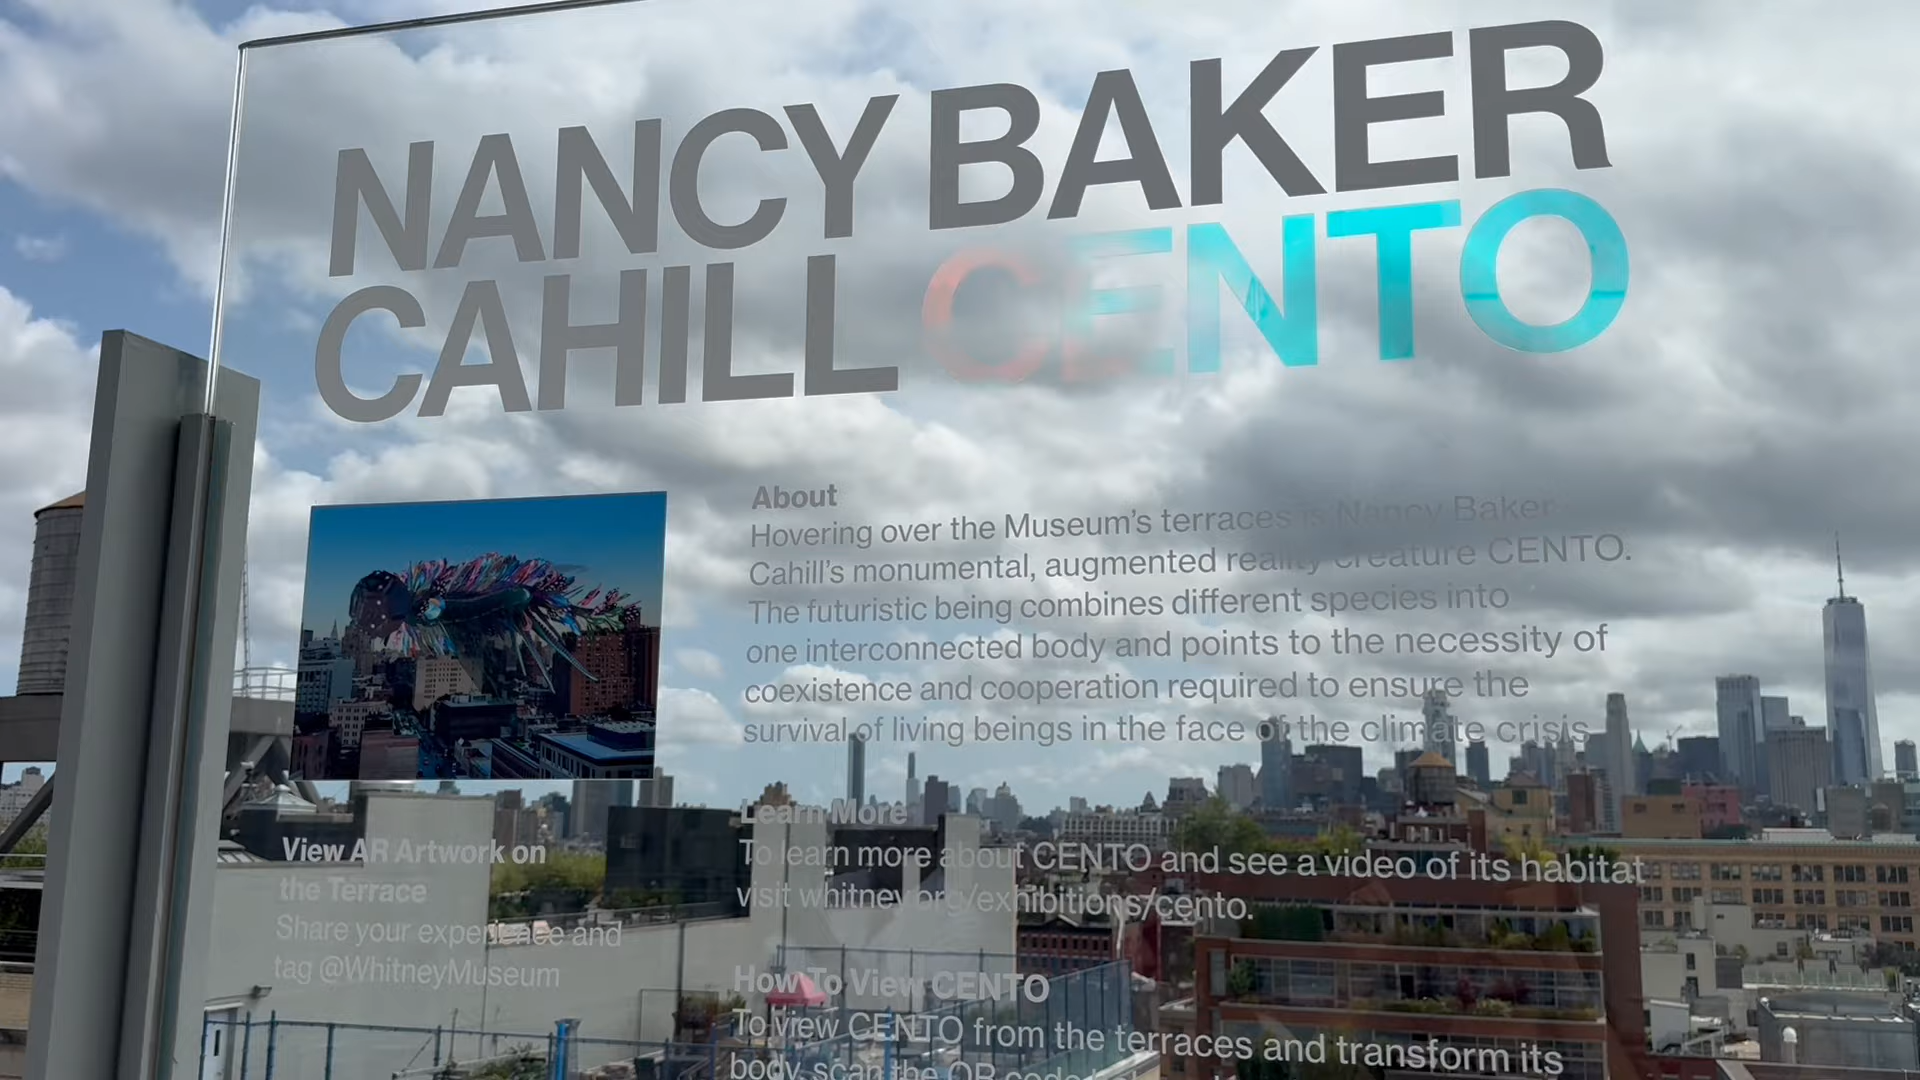 NANCY BAKER
CAHILL CENTO
About
Hovering over the Museum's terraces is Nancy Baker
Cahill's monumental, augmented reality creature CENTO.
The futuristic being combines different species into
one interconnected body and points to the necessity of
coexistence and cooperation required to ensure the
survival of living beings in the face of the climate crisis
View AR Artwork on
the Terrace
Share your experience and
tag @WhitneyMuseum
Learn More
To learn more about CENTO and see a video of its habitat
visit whitney.org/exhibitions/cento.
How To View CENTO
To view CENTO from the terraces and transform its
body, scan the QR code